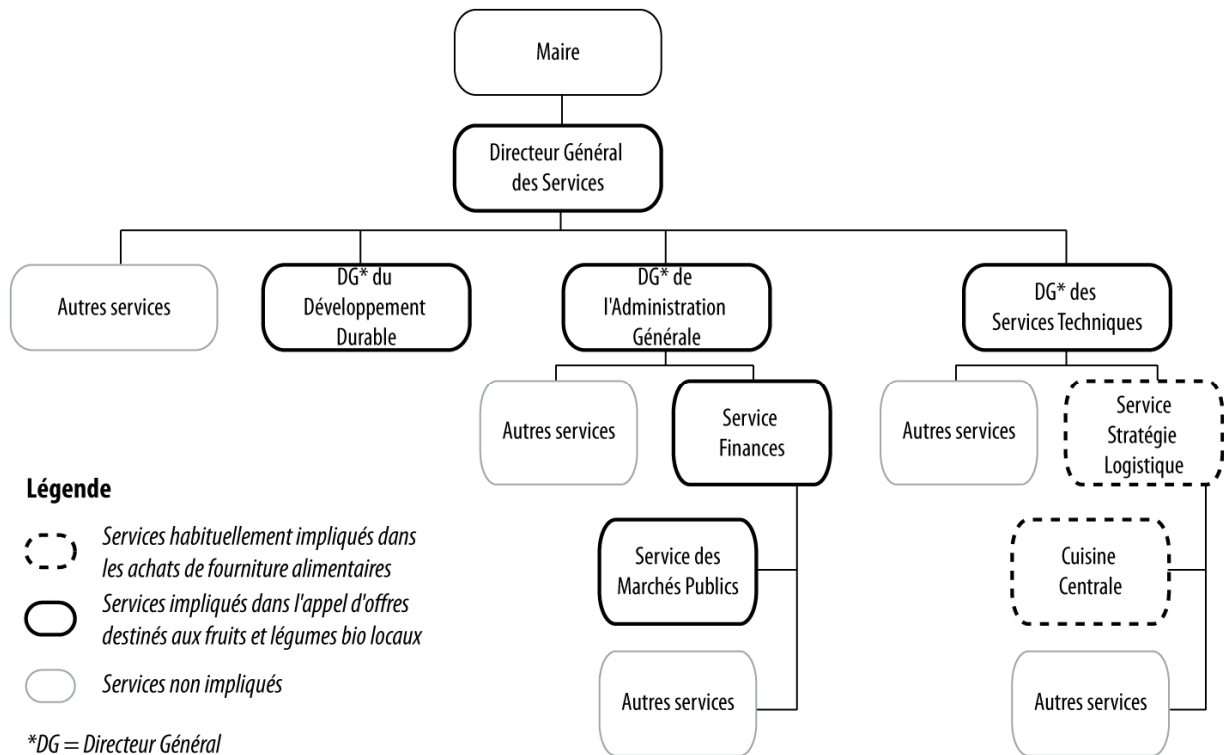 Maire
Directeur Général
des Services
Autres services
DG* du
Développement
Durable
DG* de
l'Administration
Générale
DG* des
Services Techniques
Autres services
Service
Finances
Autres services
Service
Stratégie
Logistique
Service des
Marchés Publics
Cuisine
Centrale
Autres services
Autres services
Légende
Services habituellement impliqués dans
les achats de fourniture alimentaires
Services impliqués dans l'appel d'offres
destinés aux fruits et légumes bio locaux
Services non impliqués
*DG = Directeur Général